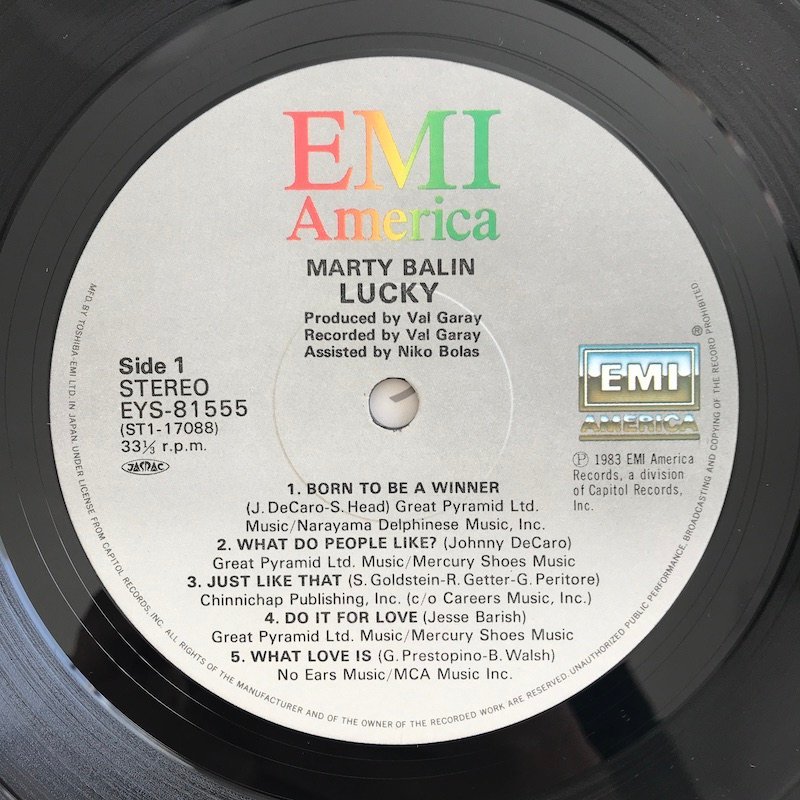 EMI
America
MARTY BALIN
LUCKY
Produced by Val Garay
Recorded by Val Garay
Assisted by Niko Bolas
Side 1
STEREO
EYS-81555
(ST1-17088)
33⅓ r.p.m.
JASRAC
EMI
AMERICA
Ⓟ 1983 EMI America
Records, a division
of Capitol Records,
Inc.
1. BORN TO BE A WINNER
(J. DeCaro-S. Head) Great Pyramid Ltd.
Music/Narayama Delphinese Music, Inc.
2. WHAT DO PEOPLE LIKE? (Johnny DeCaro)
Great Pyramid Ltd. Music/Mercury Shoes Music
3. JUST LIKE THAT (S. Goldstein-R. Getter-G. Peritore)
Chinnichap Publishing, Inc. (c/o Careers Music, Inc.)
4. DO IT FOR LOVE (Jesse Barish)
Great Pyramid Ltd. Music/Mercury Shoes Music
5. WHAT LOVE IS (G. Prestopino-B. Walsh)
No Ears Music/MCA Music Inc.
MFD. BY TOSHIBA-EMI LTD. IN JAPAN. UNDER LICENSE FROM CAPITOL RECORDS, INC. ALL RIGHTS OF THE MANUFACTURER AND OF THE OWNER OF THE RECORDED WORK ARE RESERVED. UNAUTHORIZED PUBLIC PERFORMANCE, BROADCASTING AND COPYING OF THE RECORD PROHIBITED ®